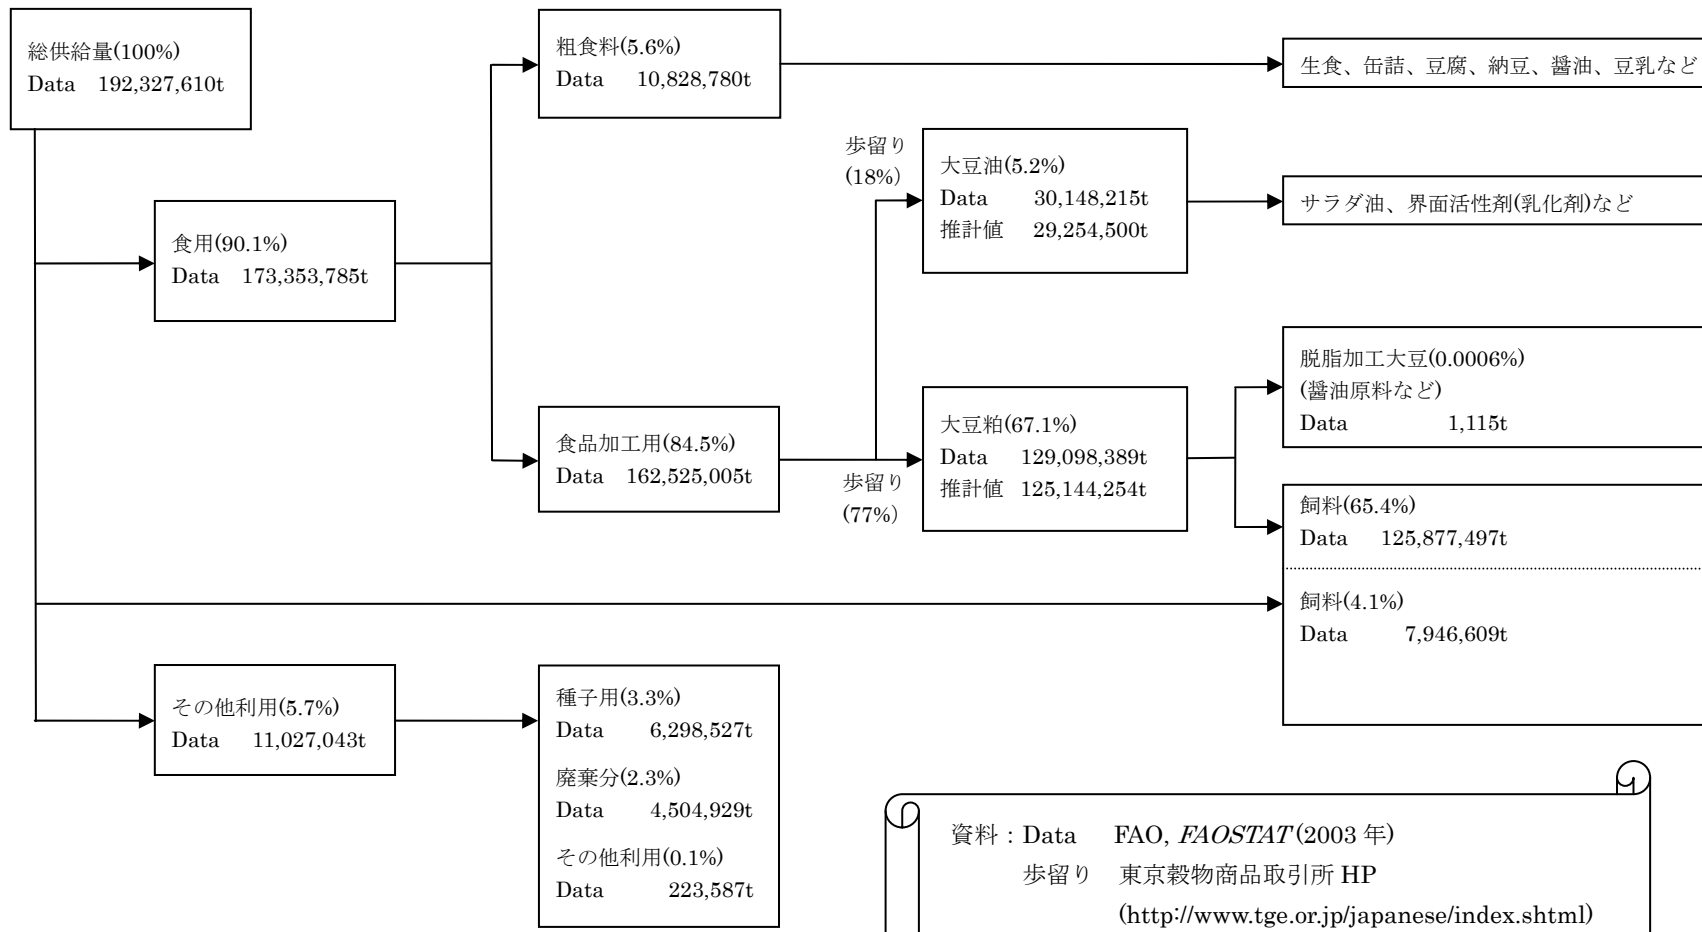 総供給量(100%)
Data 192,327,610t
粗食料(5.6%)
Data 10,828,780t
生食、缶詰、豆腐、納豆、醤油、豆乳など
歩留り
(18%)
大豆油(5.2%)
Data 30,148,215t
推計値 29,254,500t
サラダ油、界面活性剤(乳化剤)など
食用(90.1%)
Data 173,353,785t
食品加工用(84.5%)
Data 162,525,005t
歩留り
(77%)
大豆粕(67.1%)
Data 129,098,389t
推計値 125,144,254t
脱脂加工大豆(0.0006%)
(醤油原料など)
Data 1,115t
飼料(65.4%)
Data 125,877,497t
飼料(4.1%)
Data 7,946,609t
その他利用(5.7%)
Data 11,027,043t
種子用(3.3%)
Data 6,298,527t
廃棄分(2.3%)
Data 4,504,929t
その他利用(0.1%)
Data 223,587t
資料：Data FAO, FAOSTAT (2003 年)
歩留り 東京穀物商品取引所 HP
(http://www.tge.or.jp/japanese/index.shtml)